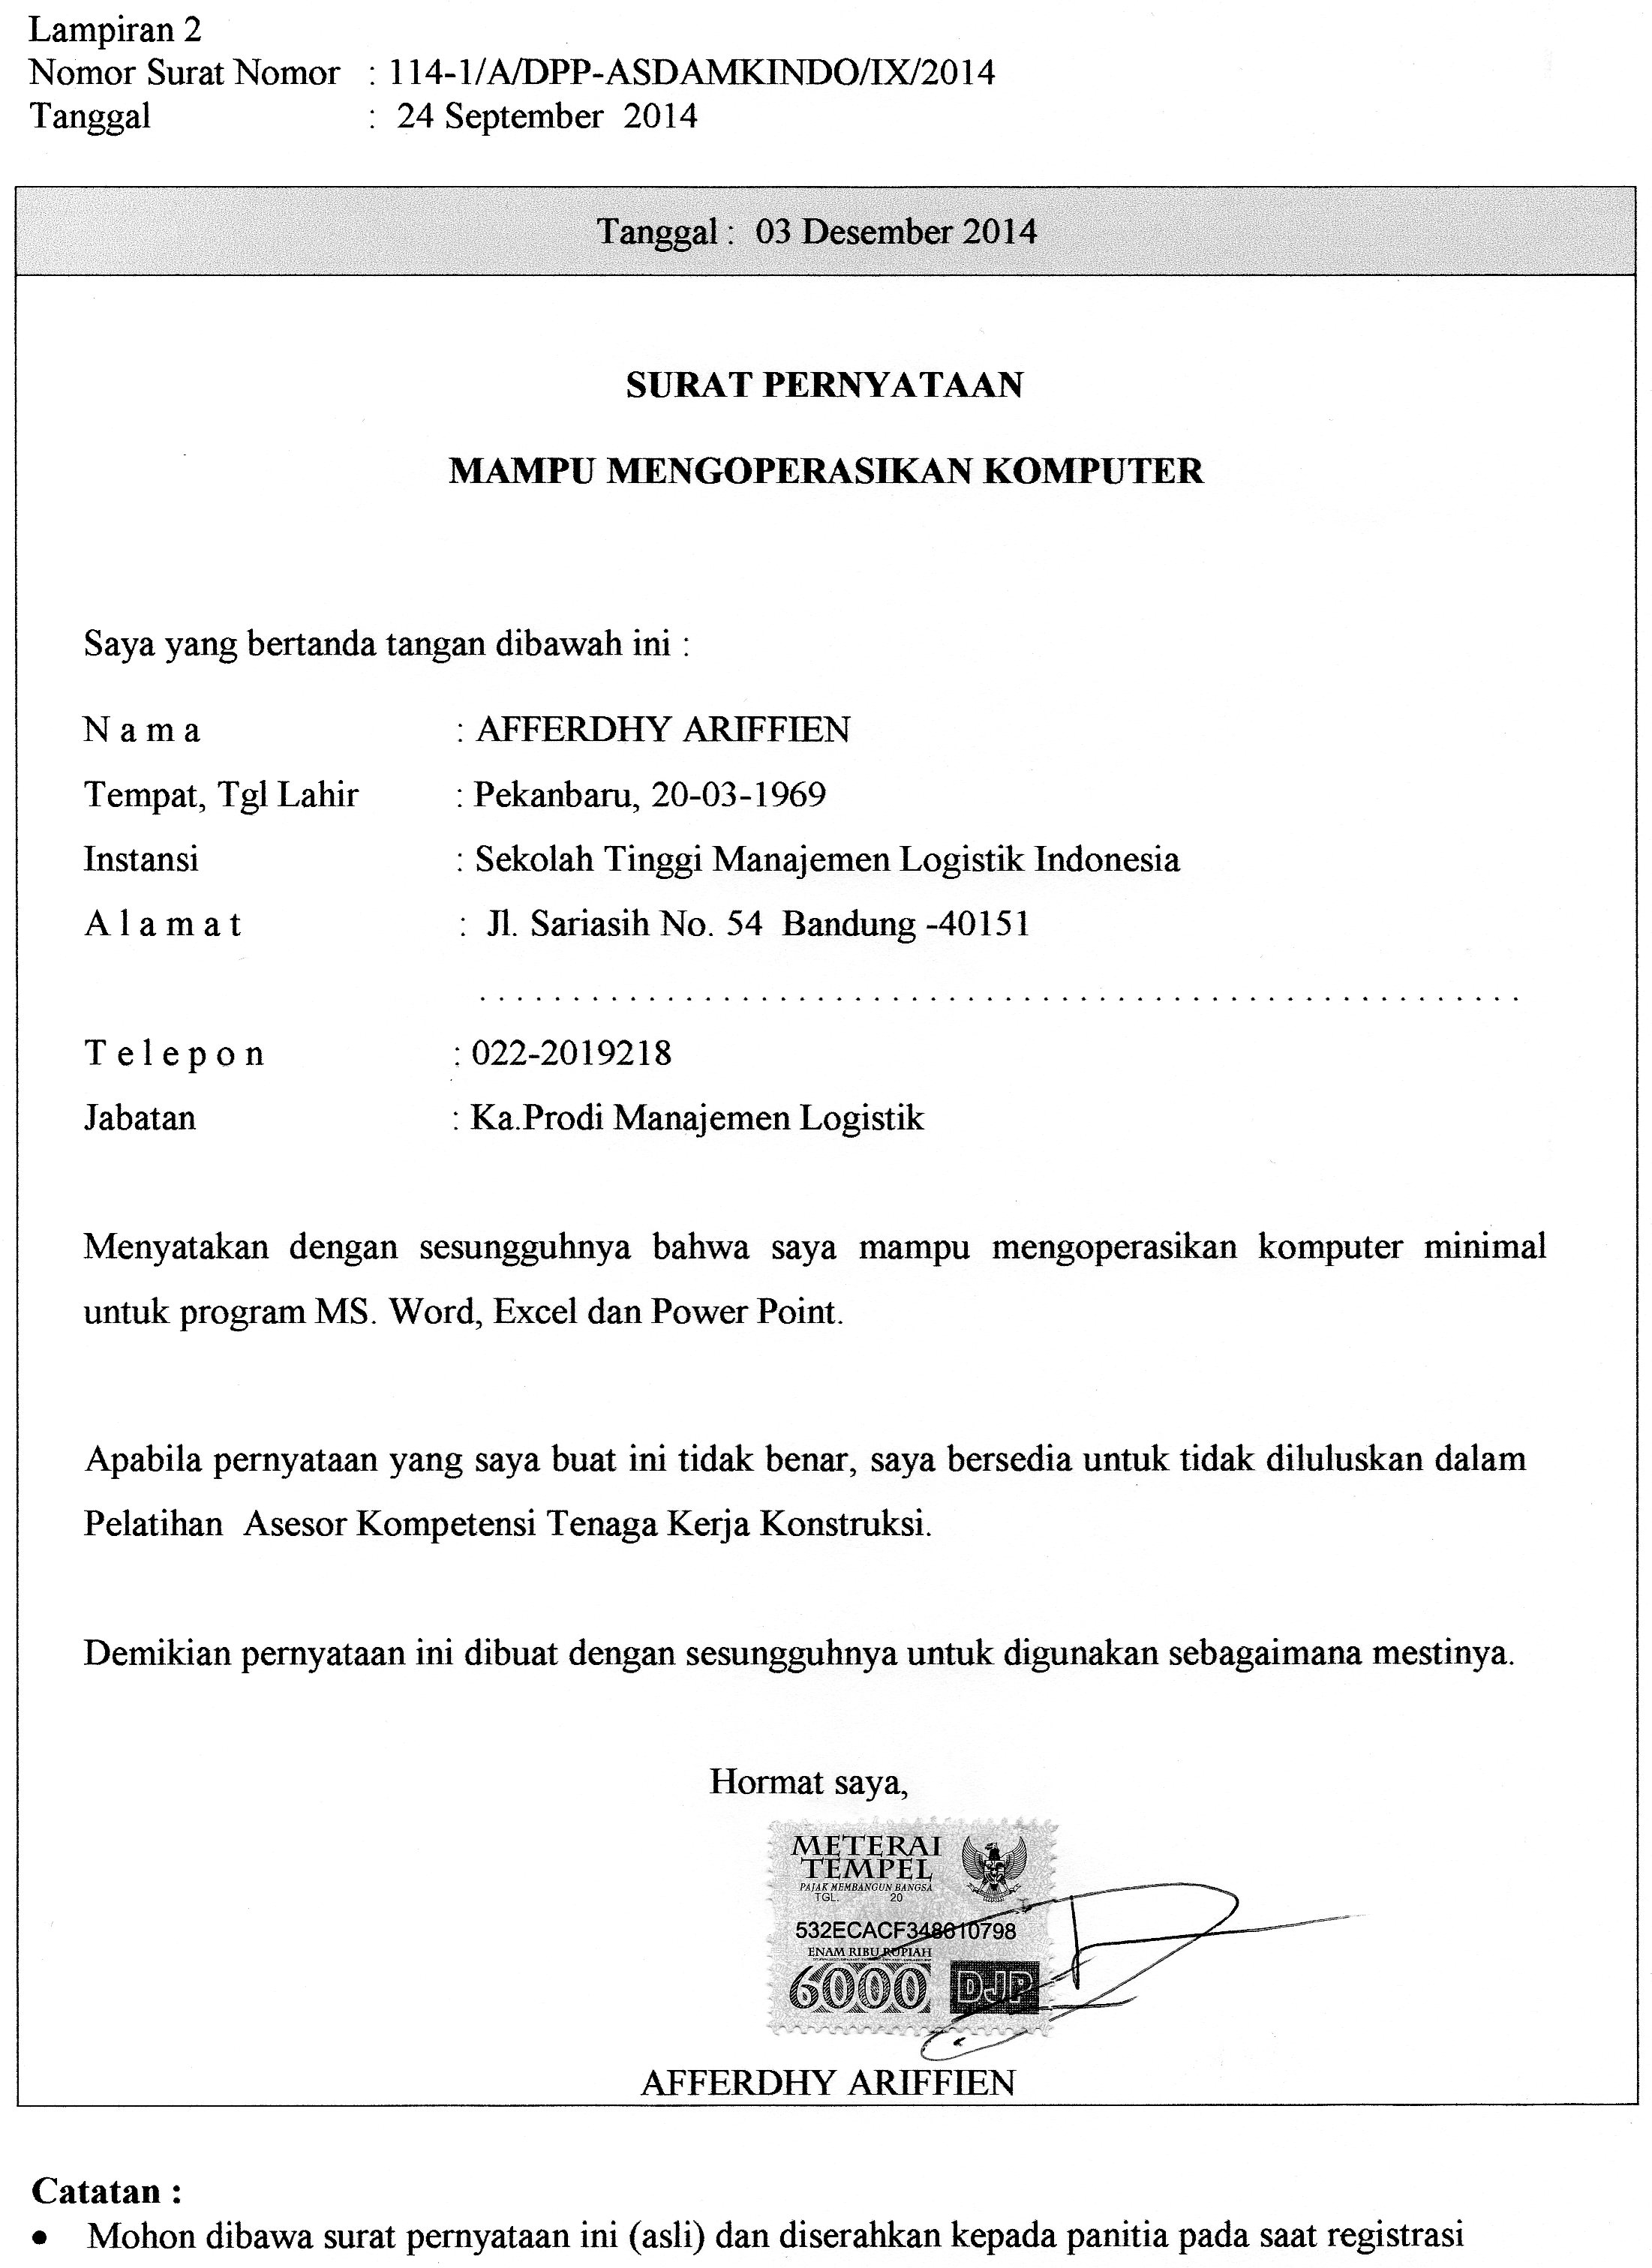 Lampiran 2
Nomor Surat Nomor : 114-1/A/DPP-ASDAMKINDO/IX/2014
Tanggal : 24 September 2014
Tanggal : 03 Desember 2014
SURAT PERNYATAAN
MAMPU MENGOPERASIKAN KOMPUTER
Saya yang bertanda tangan dibawah ini :
N a m a : AFFERDHY ARIFFIEN
Tempat, Tgl Lahir : Pekanbaru, 20-03-1969
Instansi : Sekolah Tinggi Manajemen Logistik Indonesia
A l a m a t : Jl. Sariasih No. 54 Bandung -40151
. . . . . . . . . . . . . . . . . . . . . . . . . . . . . . . . . . . . . . . . . . . . . . . . . . . . . . . . . . . . . . . . . . .
T e l e p o n : 022-2019218
Jabatan : Ka.Prodi Manajemen Logistik
Menyatakan dengan sesungguhnya bahwa saya mampu mengoperasikan komputer minimal
untuk program MS. Word, Excel dan Power Point.
Apabila pernyataan yang saya buat ini tidak benar, saya bersedia untuk tidak diluluskan dalam
Pelatihan Asesor Kompetensi Tenaga Kerja Konstruksi.
Demikian pernyataan ini dibuat dengan sesungguhnya untuk digunakan sebagaimana mestinya.
Hormat saya,
METERAI
TEMPEL
PAJAK MEMBANGUN BANGSA
TGL. 20
532ECACF348610798
ENAM RIBU RUPIAH
6000 DJP
AFFERDHY ARIFFIEN
Catatan :
• Mohon dibawa surat pernyataan ini (asli) dan diserahkan kepada panitia pada saat registrasi